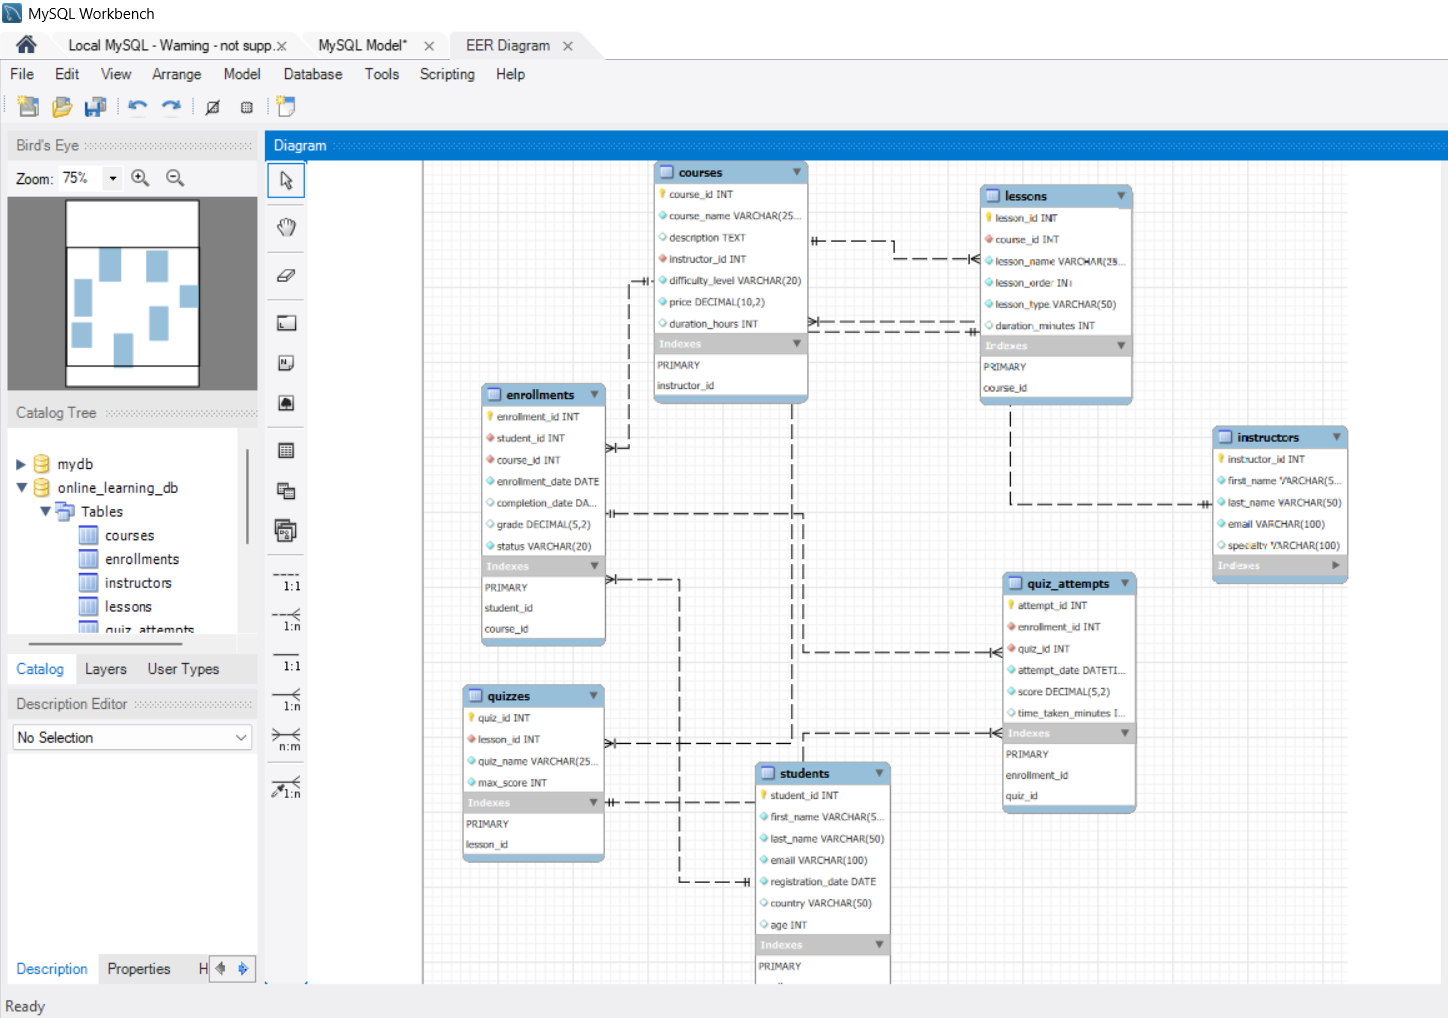 MySQL Workbench
Local MySQL - Warning - not supp.
MySQL Model*
EER Diagram
File Edit View Arrange Model Database Tools Scripting Help
Bird's Eye
Zoom: 75%
Catalog Tree
mydb
online_learning_db
Tables
courses
enrollments
instructors
lessons
quiz_attempts
Catalog Layers User Types
Description Editor
No Selection
Description Properties H
Ready
Diagram
1:1
1:n
1:1
1:n
n:m
1:n
courses
course_id INT
course_name VARCHAR(25...
description TEXT
instructor_id INT
difficulty_level VARCHAR(20)
price DECIMAL(10,2)
duration_hours INT
Indexes
PRIMARY
instructor_id
lessons
lesson_id INT
course_id INT
lesson_name VARCHAR(25...
lesson_order INT
lesson_type VARCHAR(50)
duration_minutes INT
Indexes
PRIMARY
course_id
enrollments
enrollment_id INT
student_id INT
course_id INT
enrollment_date DATE
completion_date DA...
grade DECIMAL(5,2)
status VARCHAR(20)
Indexes
PRIMARY
student_id
course_id
instructors
instructor_id INT
first_name VARCHAR(5...
last_name VARCHAR(50)
email VARCHAR(100)
specialty VARCHAR(100)
Indexes
quiz_attempts
attempt_id INT
enrollment_id INT
quiz_id INT
attempt_date DATETI...
score DECIMAL(5,2)
time_taken_minutes I...
Indexes
PRIMARY
enrollment_id
quiz_id
quizzes
quiz_id INT
lesson_id INT
quiz_name VARCHAR(25...
max_score INT
Indexes
PRIMARY
lesson_id
students
student_id INT
first_name VARCHAR(5...
last_name VARCHAR(50)
email VARCHAR(100)
registration_date DATE
country VARCHAR(50)
age INT
Indexes
PRIMARY